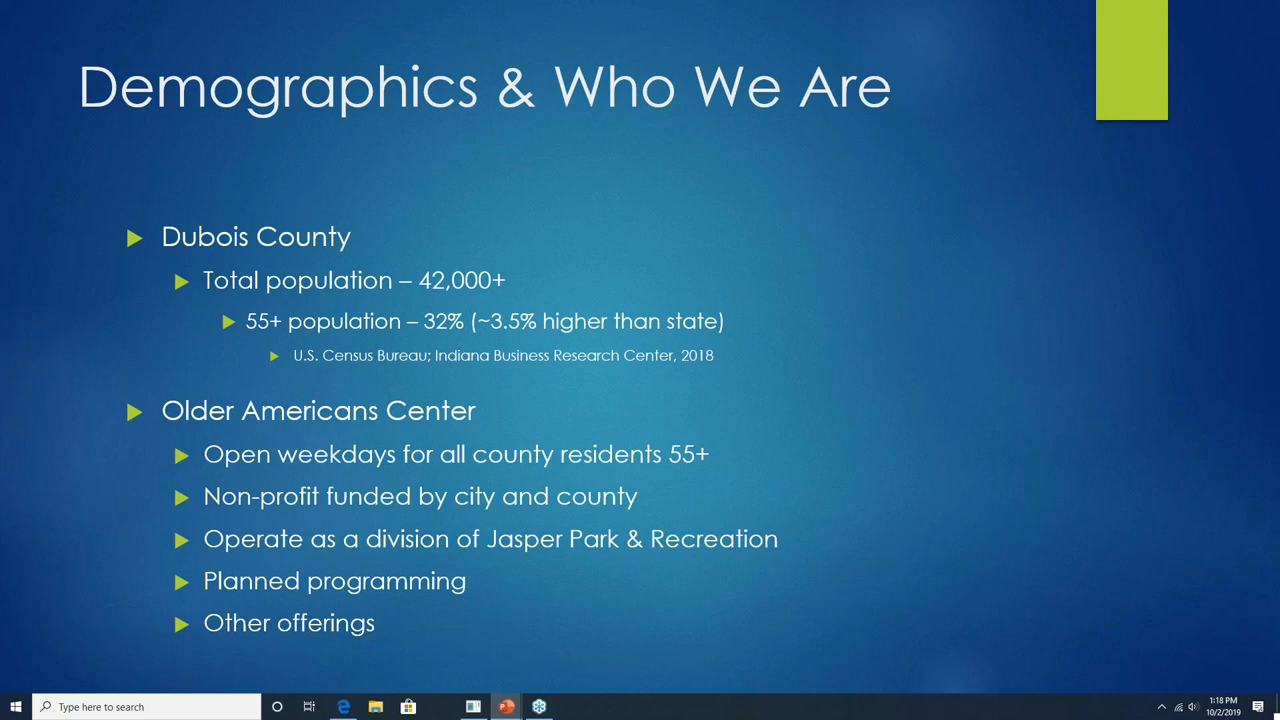 Demographics & Who We Are
Dubois County
Total population – 42,000+
55+ population – 32% (~3.5% higher than state)
U.S. Census Bureau; Indiana Business Research Center, 2018
Older Americans Center
Open weekdays for all county residents 55+
Non-profit funded by city and county
Operate as a division of Jasper Park & Recreation
Planned programming
Other offerings
Type here to search
1:18 PM
10/2/2019